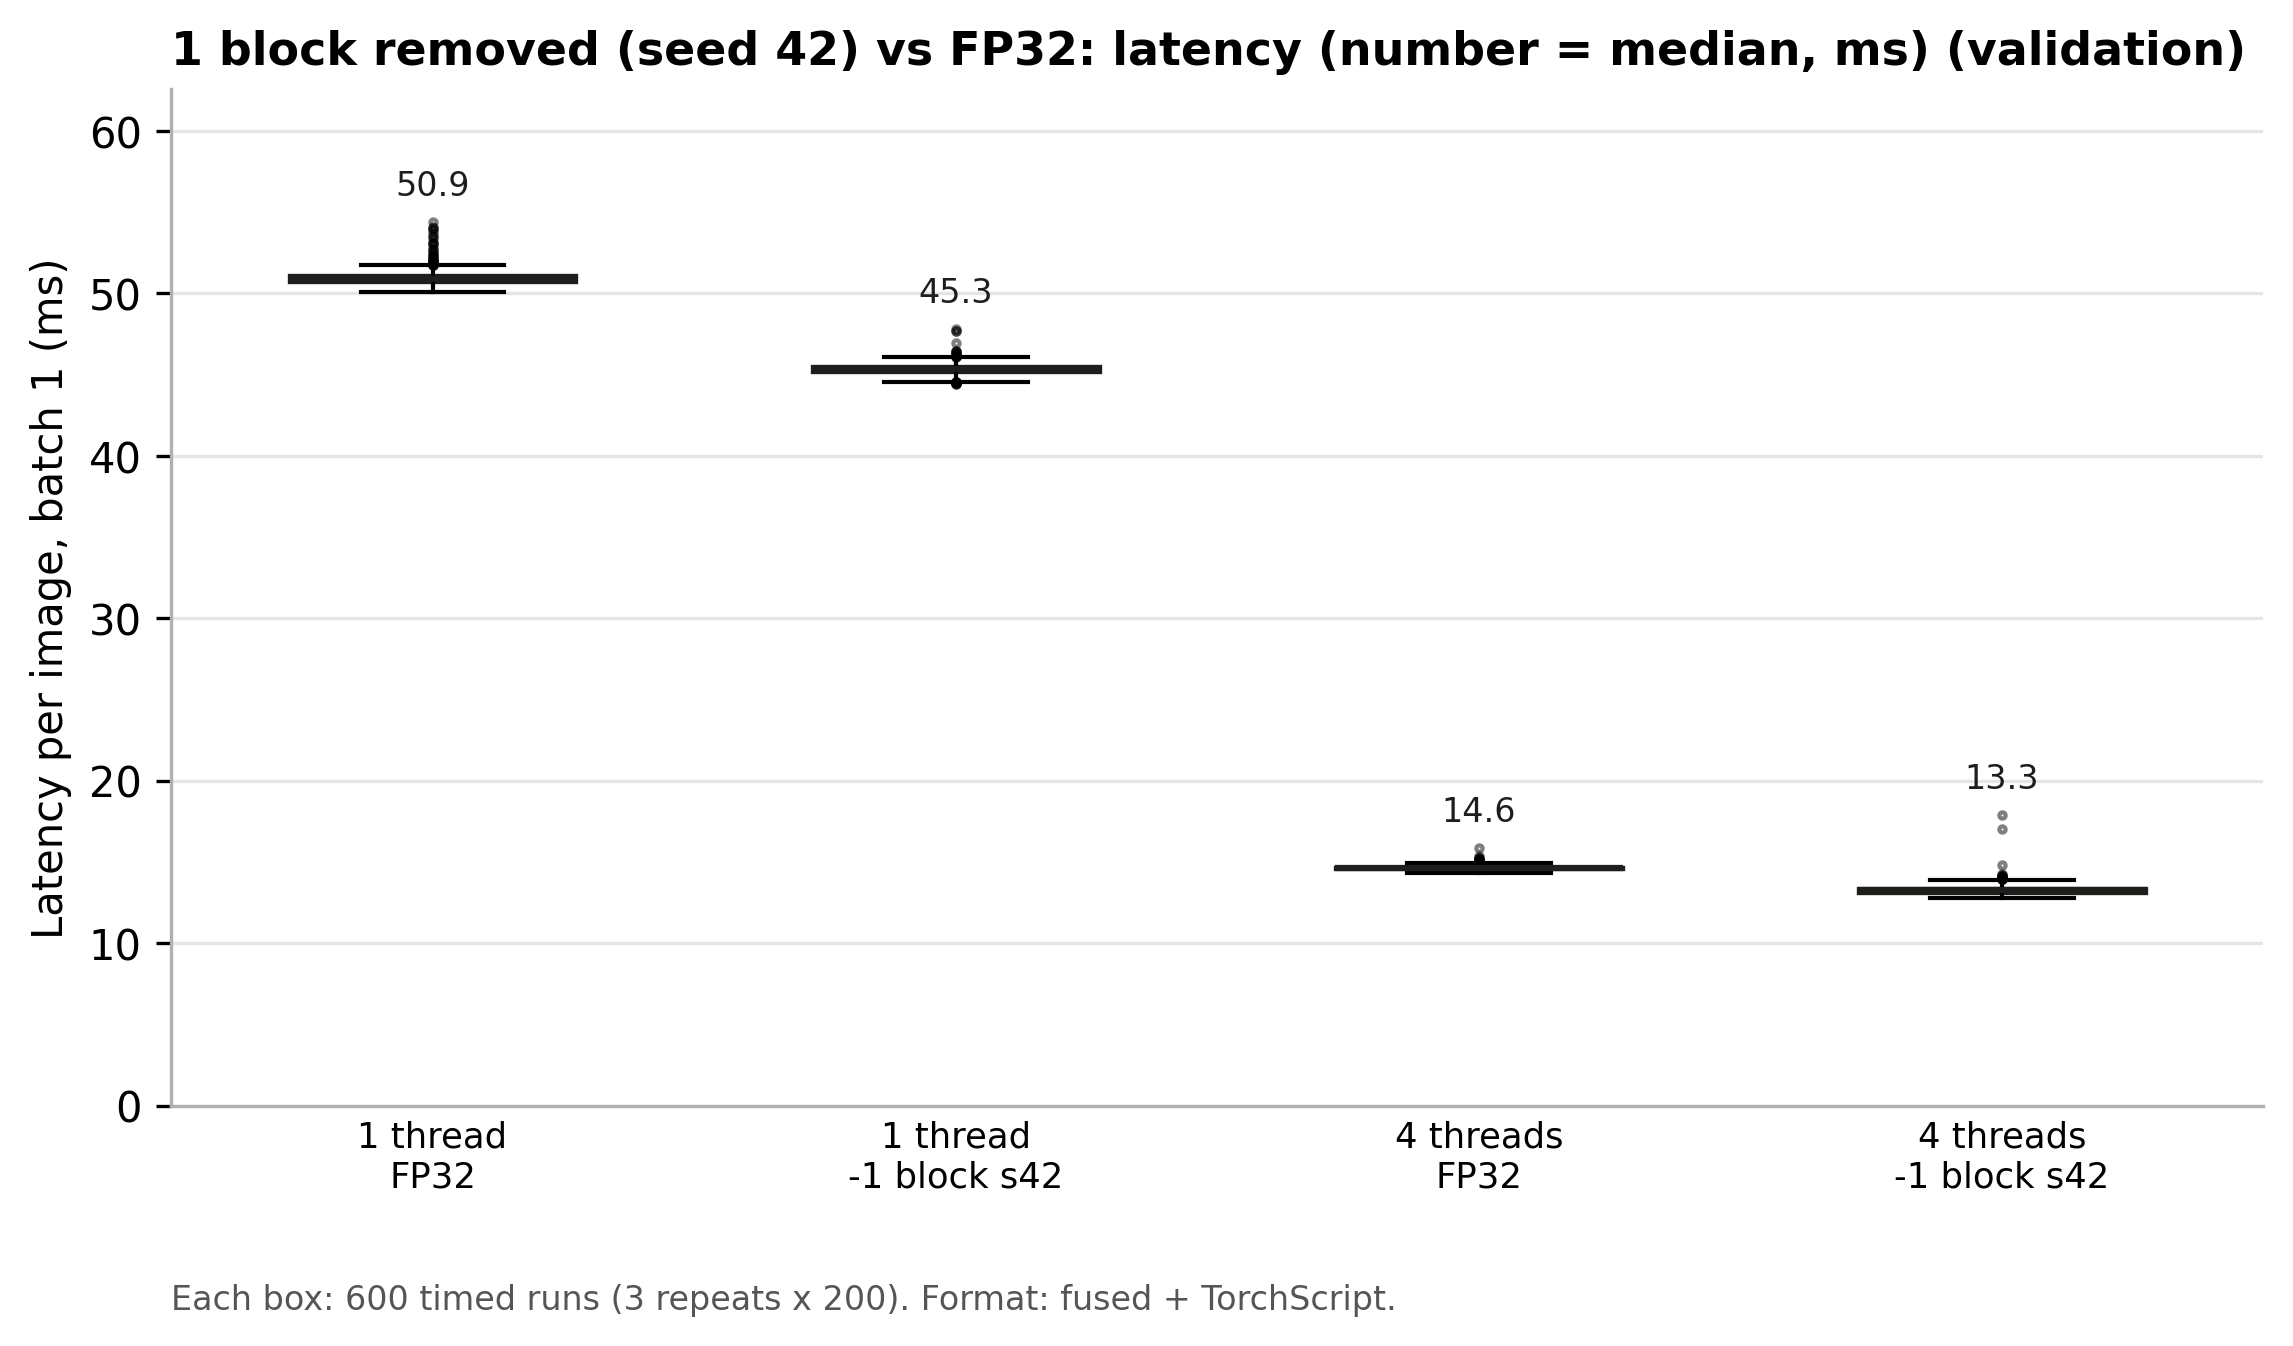 1 block removed (seed 42) vs FP32: latency (number = median, ms) (validation)
Latency per image, batch 1 (ms)
60
50
40
30
20
10
0
50.9
45.3
14.6
13.3
1 thread
FP32
1 thread
-1 block s42
4 threads
FP32
4 threads
-1 block s42
Each box: 600 timed runs (3 repeats x 200). Format: fused + TorchScript.